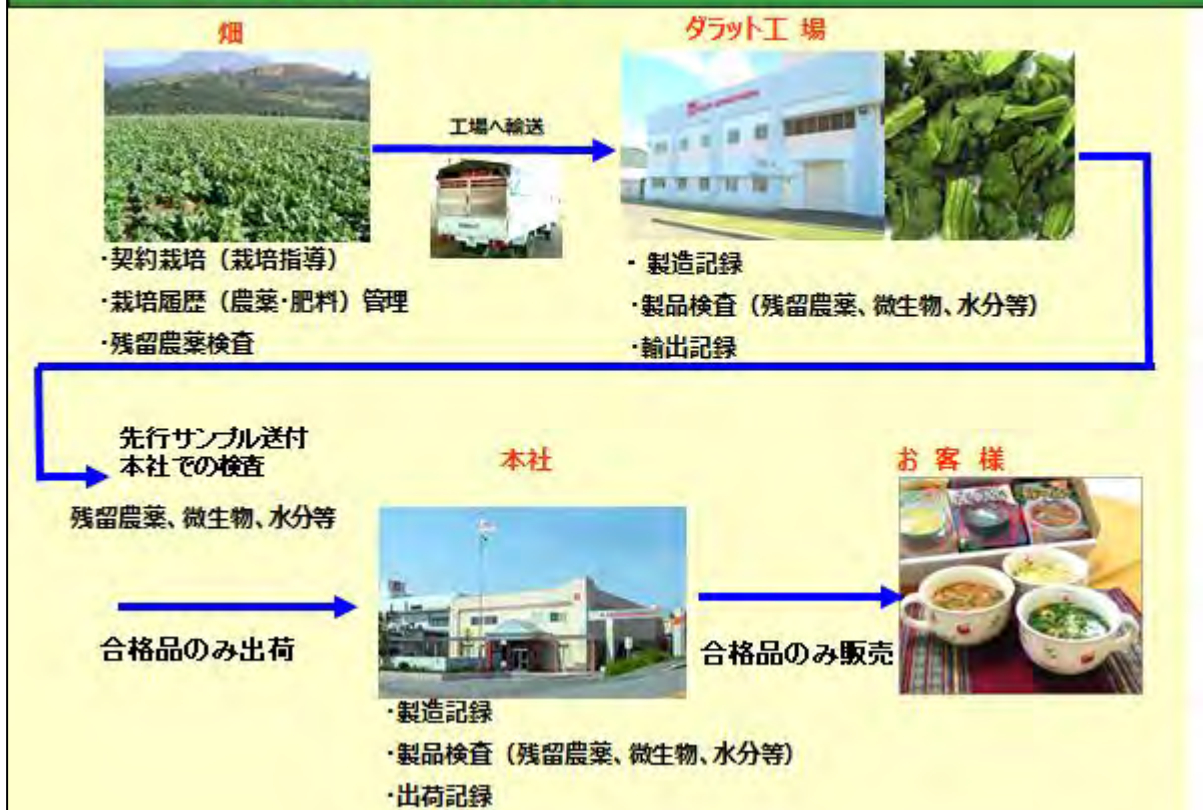 畑
ダラット工 場
工場へ輸送
・契約栽培（栽培指導）
・栽培履歴（農薬・肥料）管理
・残留農薬検査
・ 製造記録
・製品検査（残留農薬、微生物、水分等）
・輸出記録
先行サンプル送付
本社での検査
残留農薬、微生物、水分等
本社
お 客 様
合格品のみ出荷
合格品のみ販売
・製造記録
・製品検査（残留農薬、微生物、水分等）
・出荷記録